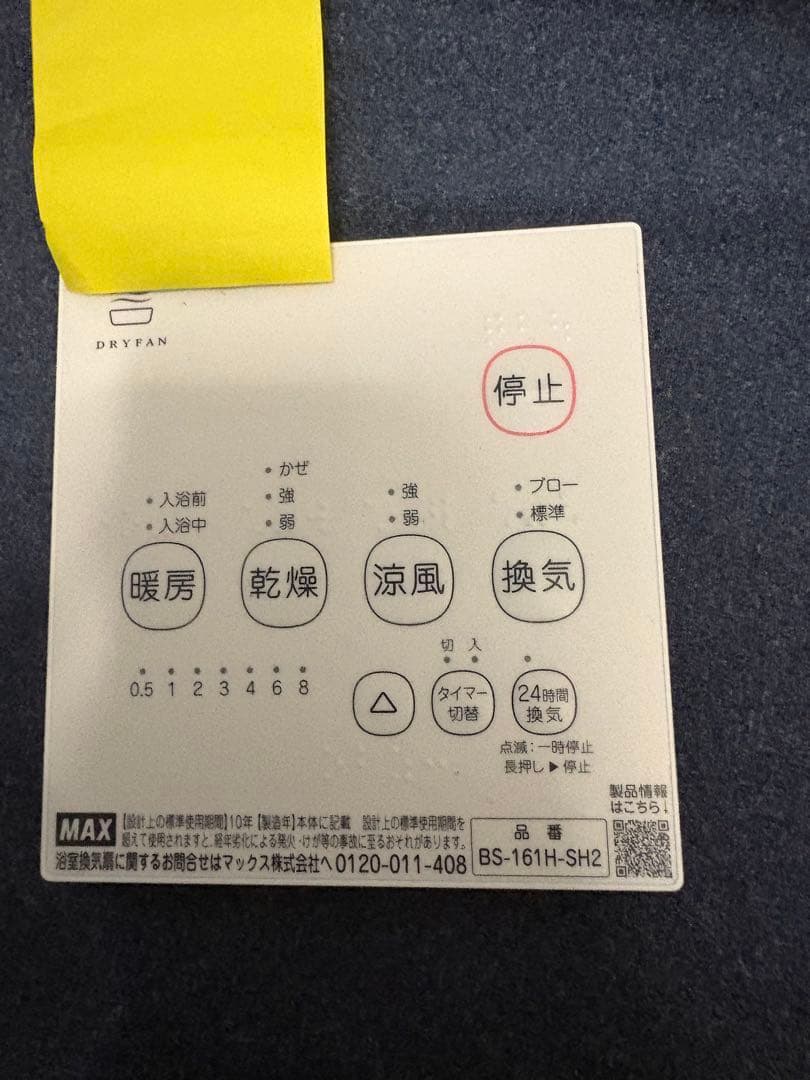 DRYFAN
停止
かぜ
入浴前 強 強 ブロー
入浴中 弱 弱 標準
暖房 乾燥 涼風 換気
切 入
0.5 1 2 3 4 6 8
△ タイマー切替 24時間換気
点滅:一時停止
長押し▶停止
製品情報
はこちら↓
MAX 【設計上の標準使用期間】10年 【製造年】本体に記載 設計上の標準使用期間を
超えて使用されますと、経年劣化による発火・けが等の事故に至るおそれがあります。
浴室換気扇に関するお問合せはマックス株式会社へ 0120-011-408
品番
BS-161H-SH2